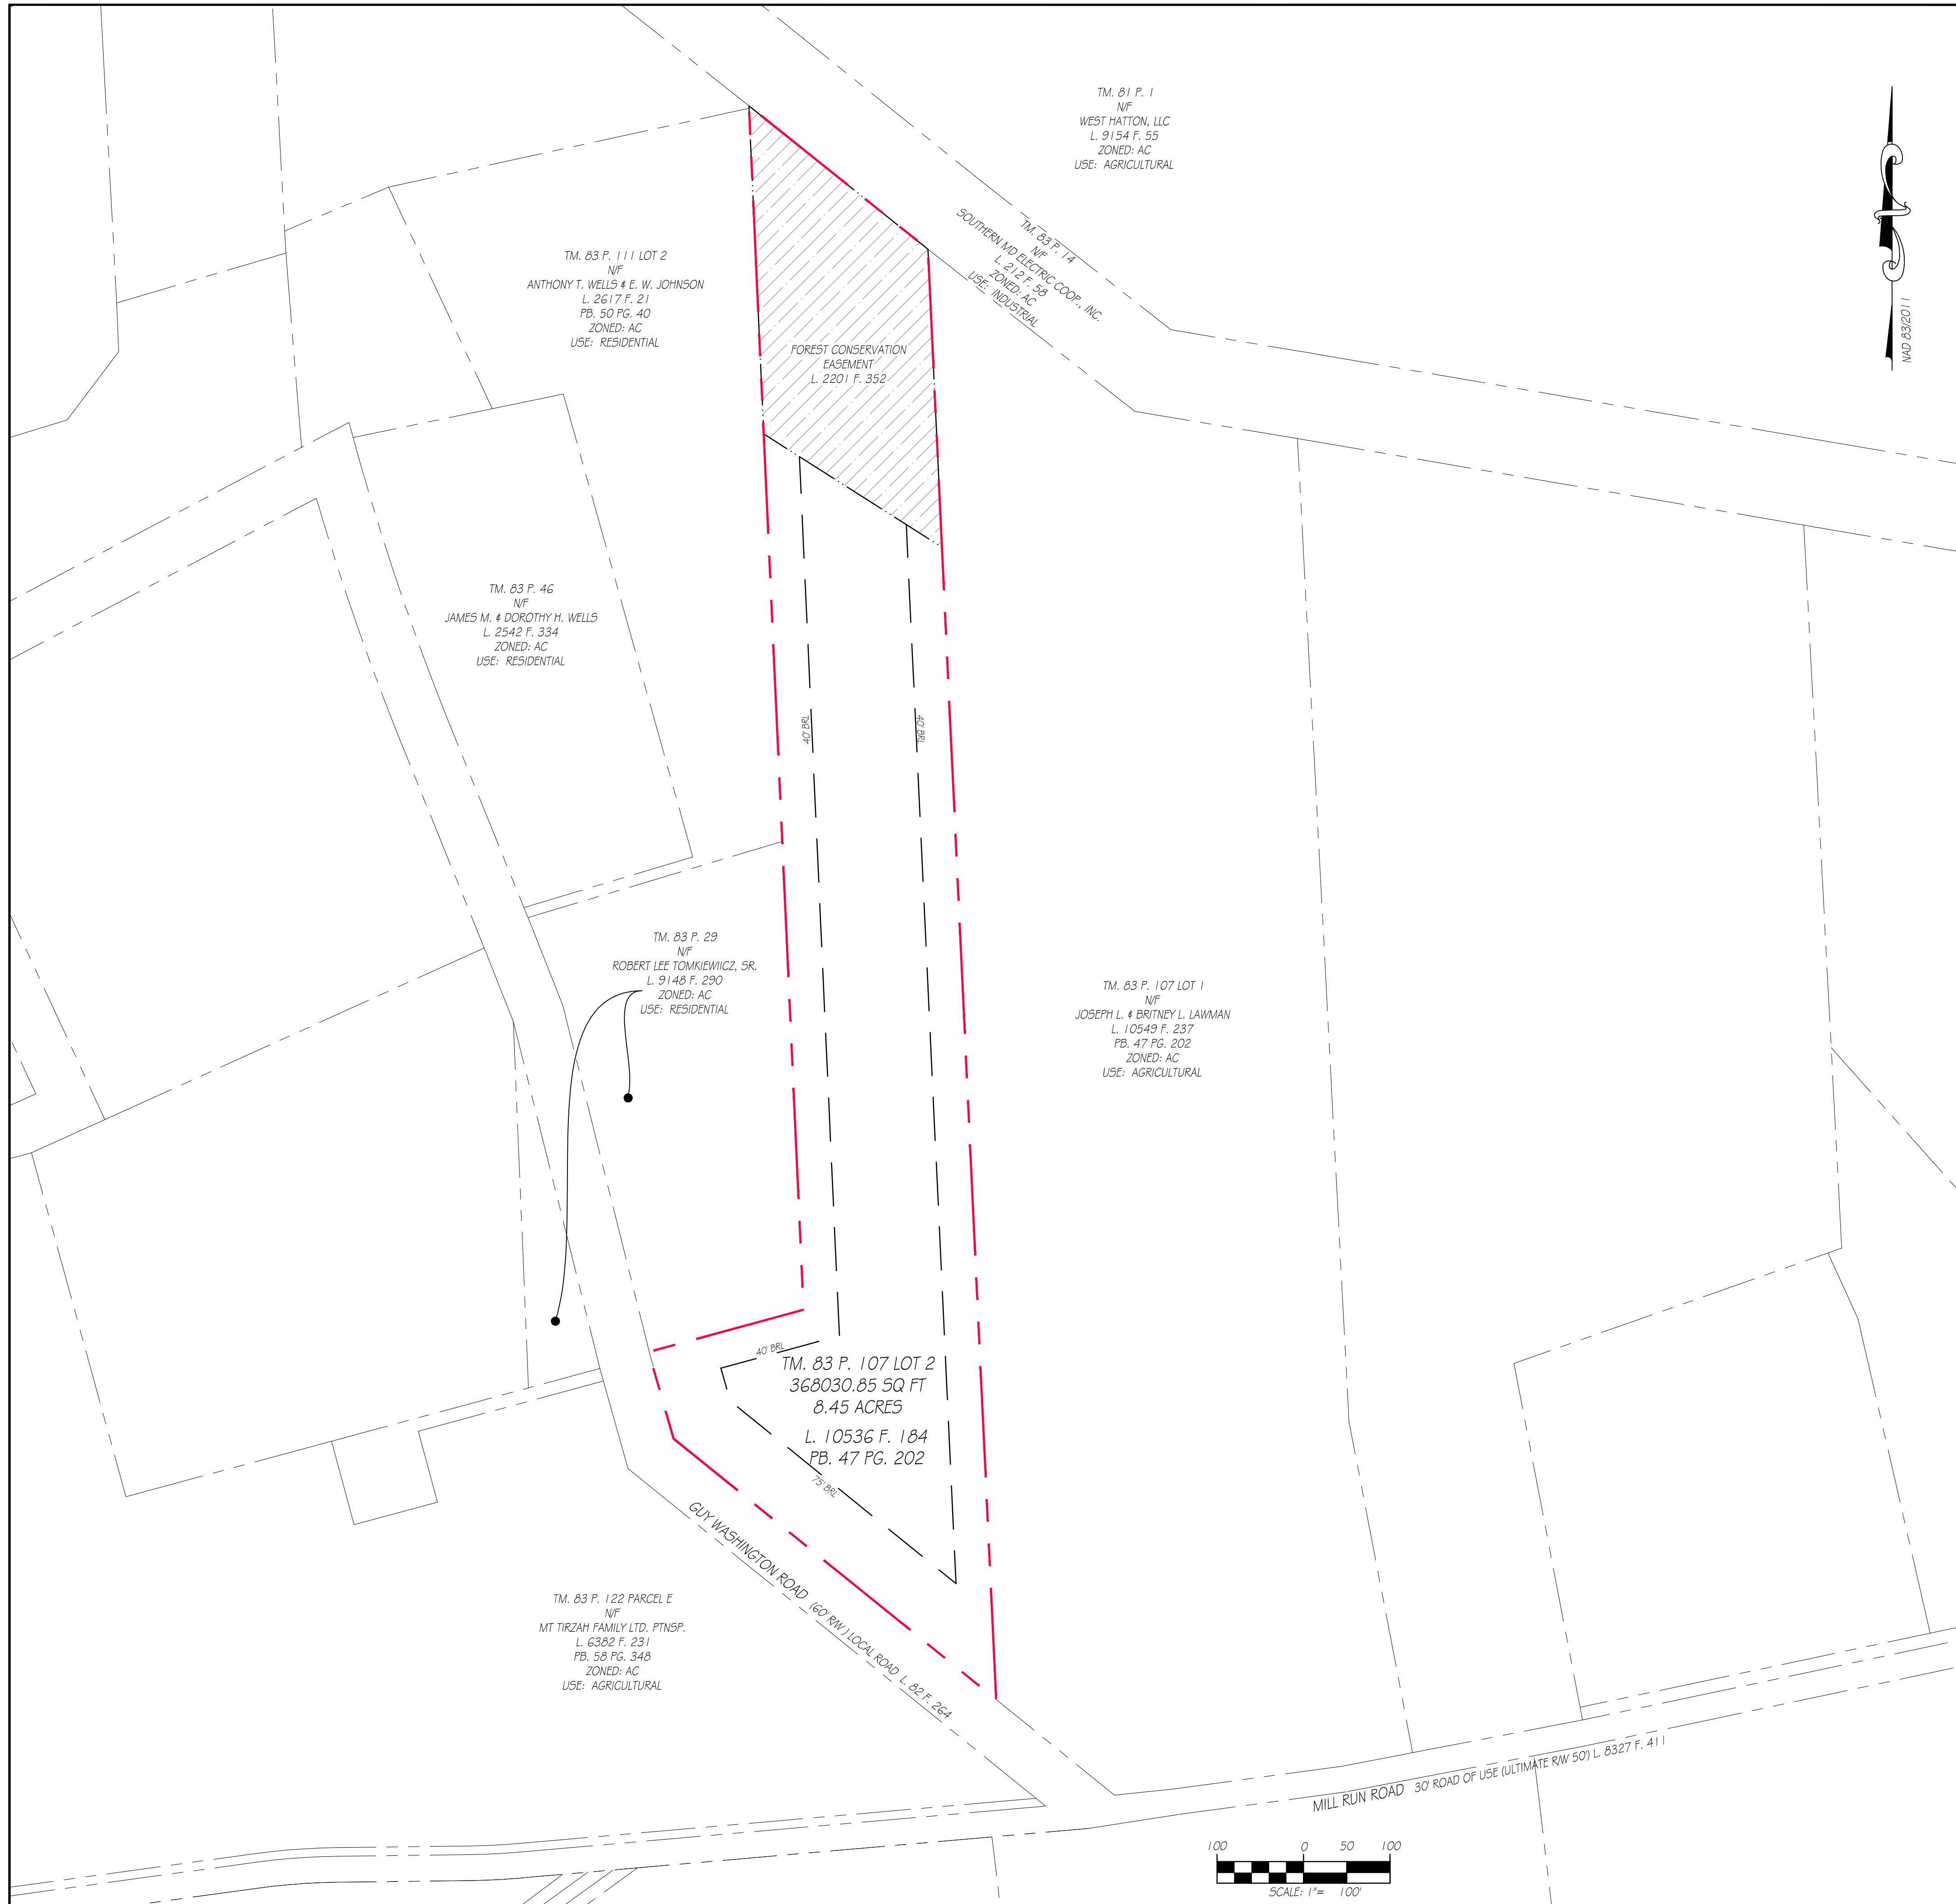 TM. 81 P. 1
N/F
WEST HATTON, LLC
L. 9154 F. 55
ZONED: AC
USE: AGRICULTURAL
NAD 83/2011
TM. 83 P. 14
N/F
SOUTHERN MD ELECTRIC COOP., INC.
L. 212 F. 58
ZONED: AC
USE: INDUSTRIAL
TM. 83 P. 111 LOT 2
N/F
ANTHONY T. WELLS & E. W. JOHNSON
L. 2617 F. 21
PB. 50 PG. 40
ZONED: AC
USE: RESIDENTIAL
FOREST CONSERVATION
EASEMENT
L. 2201 F. 352
TM. 83 P. 46
N/F
JAMES M. & DOROTHY H. WELLS
L. 2542 F. 334
ZONED: AC
USE: RESIDENTIAL
40' BRL
40' BRL
TM. 83 P. 29
N/F
ROBERT LEE TOMKIEWIICZ, SR.
L. 9148 F. 290
ZONED: AC
USE: RESIDENTIAL
TM. 83 P. 107 LOT 1
N/F
JOSEPH L. & BRITNEY L. LAWMAN
L. 10549 F. 237
PB. 47 PG. 202
ZONED: AC
USE: AGRICULTURAL
40' BRL
TM. 83 P. 107 LOT 2
368030.85 SQ FT
8.45 ACRES
L. 10536 F. 184
PB. 47 PG. 202
75' BRL
GUY WASHINGTON ROAD (60' R/W) LOCAL ROAD L. 82 F. 264
TM. 83 P. 122 PARCEL E
N/F
MT TIRZAH FAMILY LTD. PTNSP.
L. 6382 F. 231
PB. 58 PG. 348
ZONED: AC
USE: AGRICULTURAL
MILL RUN ROAD 30' ROAD OF USE (ULTIMATE R/W 50') L. 8327 F. 411
100 0 50 100
SCALE: 1"= 100'